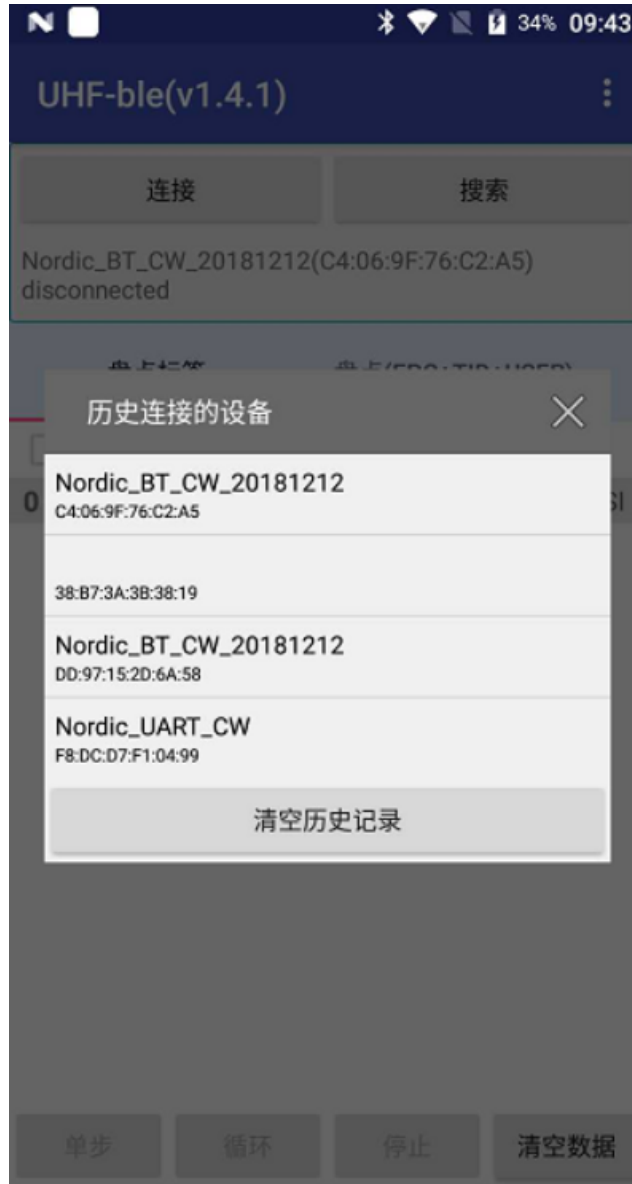 34% 09:43
UHF-ble(v1.4.1)
连接 搜索
Nordic_BT_CW_20181212(C4:06:9F:76:C2:A5)
disconnected
历史连接的设备
Nordic_BT_CW_20181212
C4:06:9F:76:C2:A5
38:B7:3A:3B:38:19
Nordic_BT_CW_20181212
DD:97:15:2D:6A:58
Nordic_UART_CW
F8:DC:D7:F1:04:99
清空历史记录
0
单步 循环 停止 清空数据